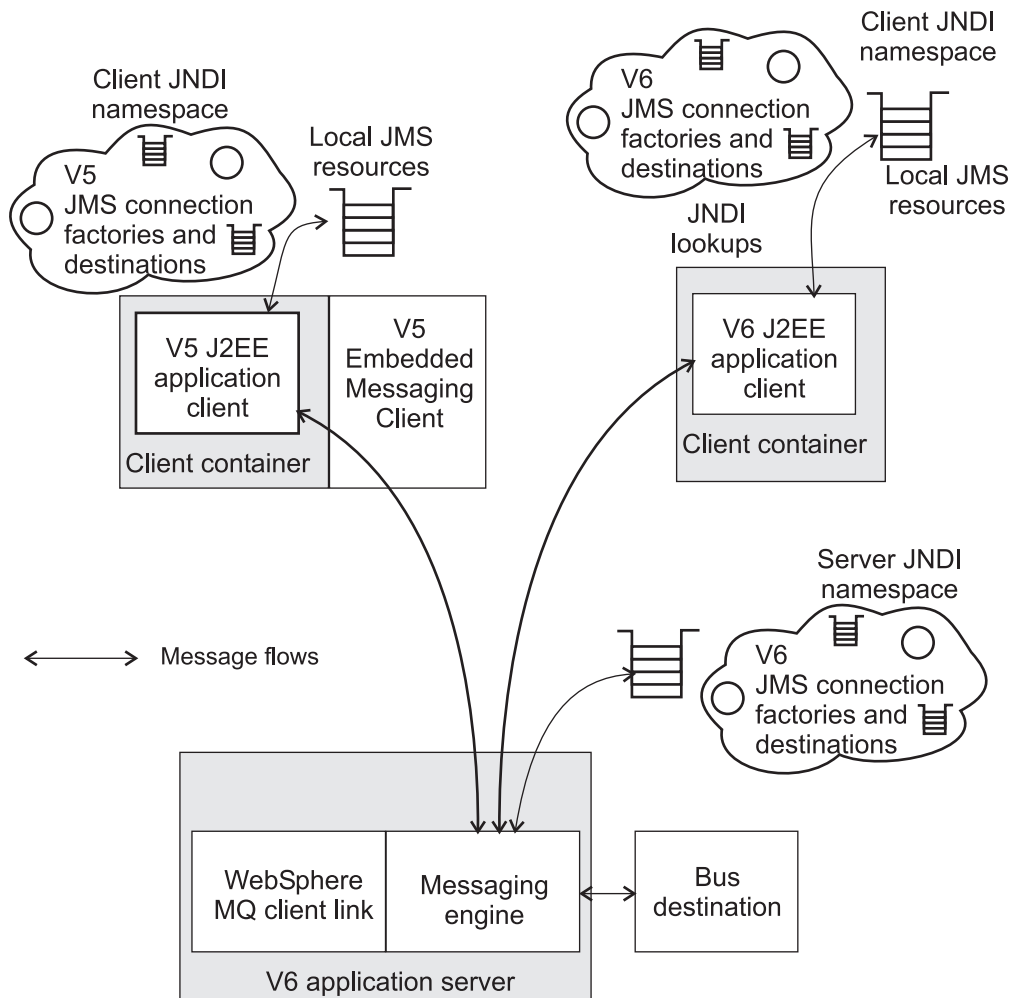 Client JNDI
namespace
V5
JMS connection
factories and
destinations
Local JMS
resources
V5 J2EE
application
client
Client container
V5
Embedded
Messaging
Client
Client JNDI
namespace
V6
JMS connection
factories and
destinations
Local JMS
resources
JNDI
lookups
V6 J2EE
application
client
Client container
Server JNDI
namespace
V6
JMS connection
factories and
destinations
Message flows
WebSphere
MQ client link
Messaging
engine
Bus
destination
V6 application server